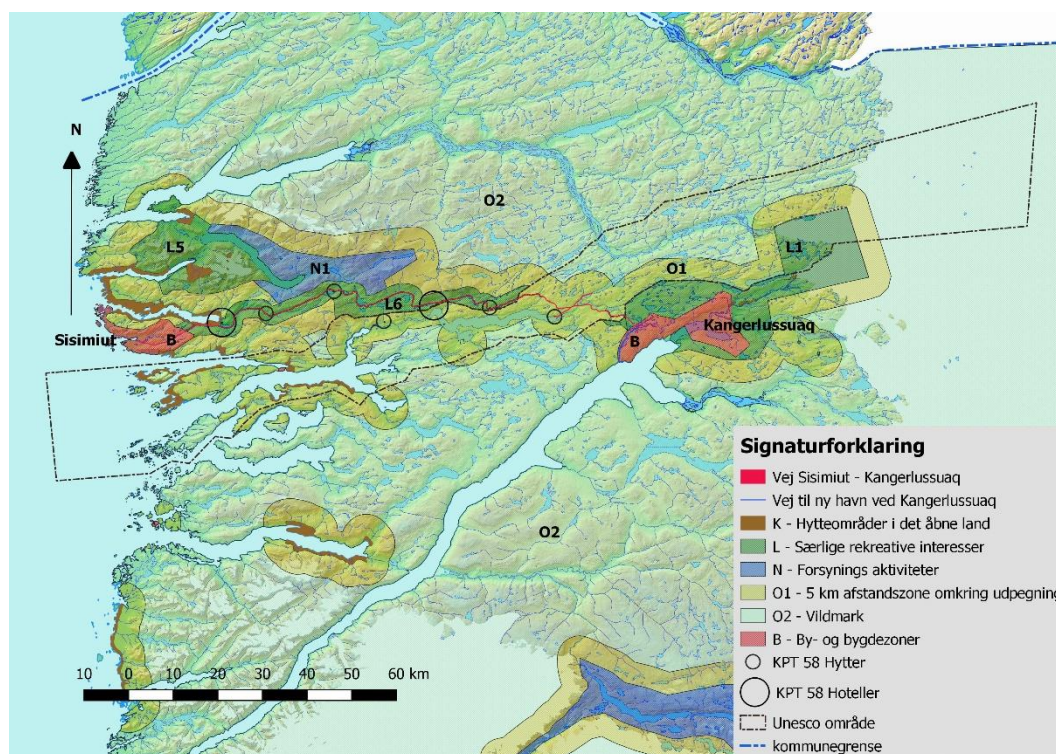 N
O2
L5
N1
O1
L1
L6
Sisimiut
B
Kangerlussuaq
B
O2
Signaturforklaring
Vej Sisimiut - Kangerlussuaq
Vej til ny havn ved Kangerlussuaq
K - Hytteområder i det åbne land
L - Særlige rekreative interesser
N - Forsynings aktiviteter
O1 - 5 km afstandszone omkring udpegning
O2 - Vildmark
B - By- og bygdezoner
KPT 58 Hytter
KPT 58 Hoteller
Unesco område
kommunegrense
10 0 10 20 30 40 50 60 km